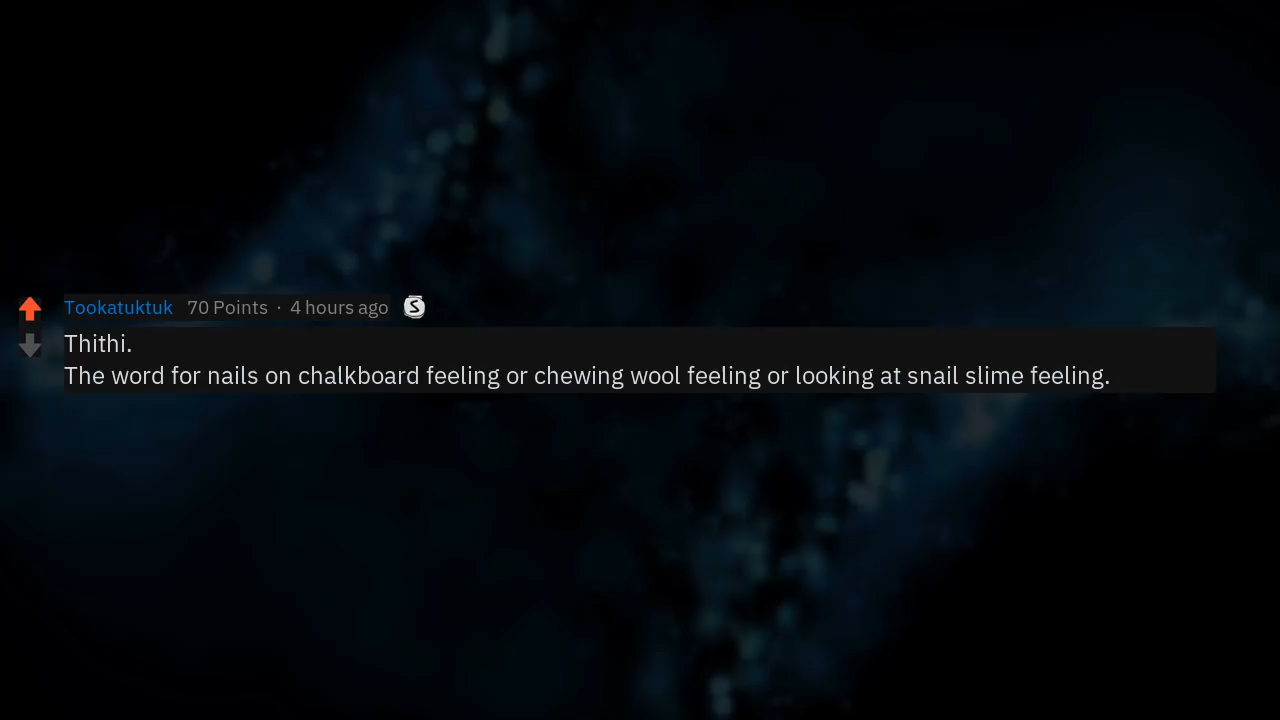 Tookatuktuk 70 Points · 4 hours ago S
Thithi.
The word for nails on chalkboard feeling or chewing wool feeling or looking at snail slime feeling.